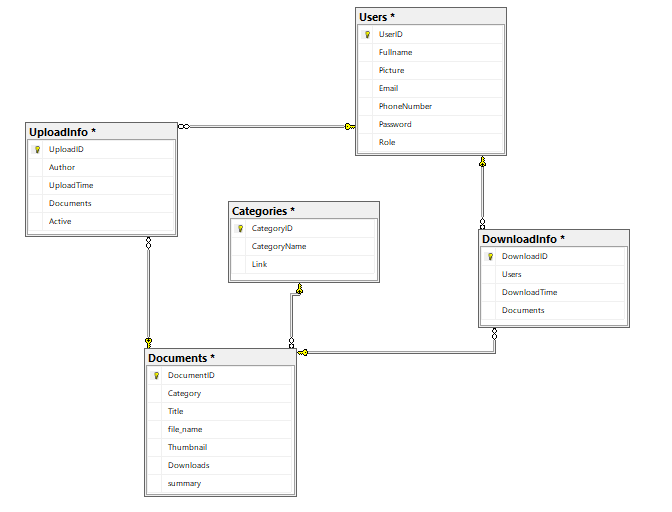 Users *
UserID
Fullname
Picture
Email
PhoneNumber
Password
Role
UploadInfo *
UploadID
Author
UploadTime
Documents
Active
Categories *
CategoryID
CategoryName
Link
DownloadInfo *
DownloadID
Users
DownloadTime
Documents
Documents *
DocumentID
Category
Title
file_name
Thumbnail
Downloads
summary